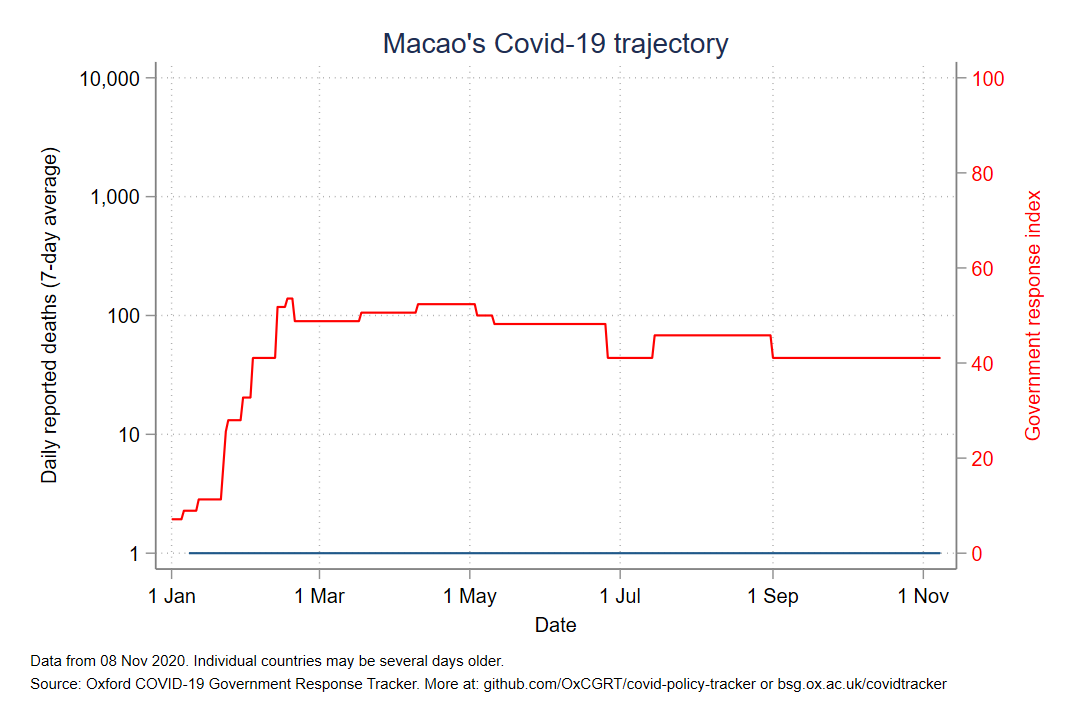 Macao's Covid-19 trajectory
10,000
1,000
100
10
1
Daily reported deaths (7-day average)
100
80
60
40
20
0
Government response index
1 Jan
1 Mar
1 May
1 Jul
1 Sep
1 Nov
Date
Data from 08 Nov 2020. Individual countries may be several days older.
Source: Oxford COVID-19 Government Response Tracker. More at: github.com/OxCGRT/covid-policy-tracker or bsg.ox.ac.uk/covidtracker